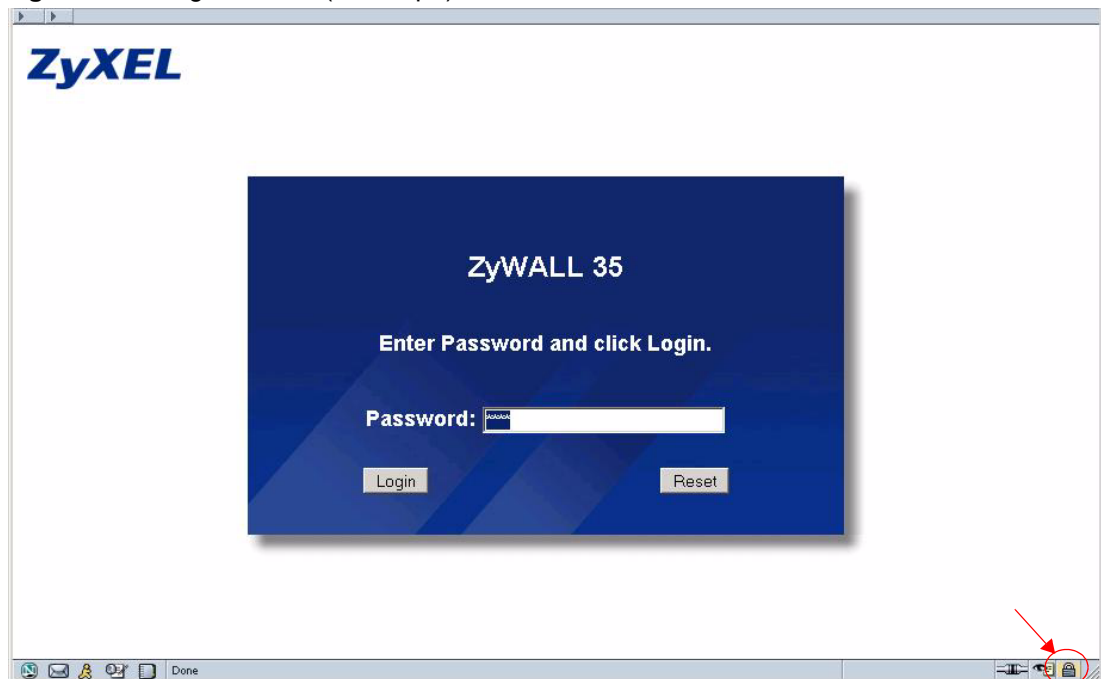 ZyXEL
ZyWALL 35
Enter Password and click Login.
Password:
Login
Reset
Done